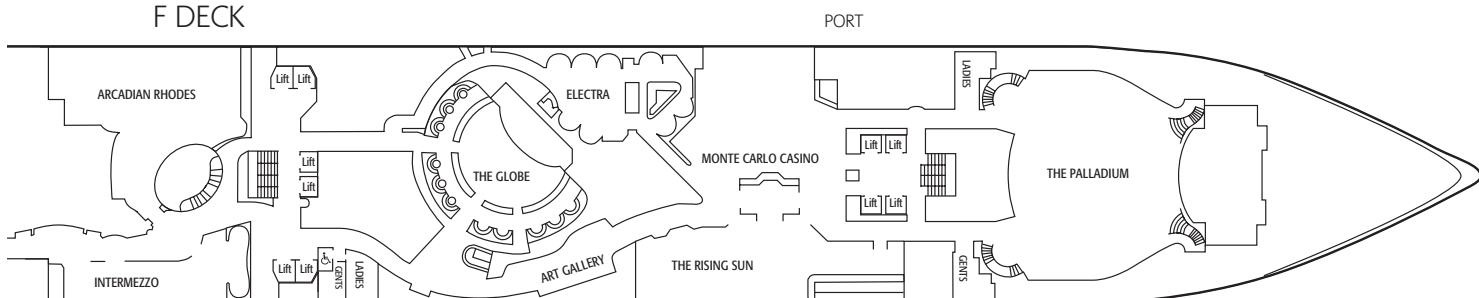 F DECK
PORT
ARCADIAN RHODES
Lift Lift
ELECTRA
LADIES
Lift
Lift
THE GLOBE
MONTE CARLO CASINO
Lift Lift
THE PALLADIUM
Lift Lift
INTERMEZZO
Lift Lift
GENTS
LADIES
ART GALLERY
THE RISING SUN
GENTS